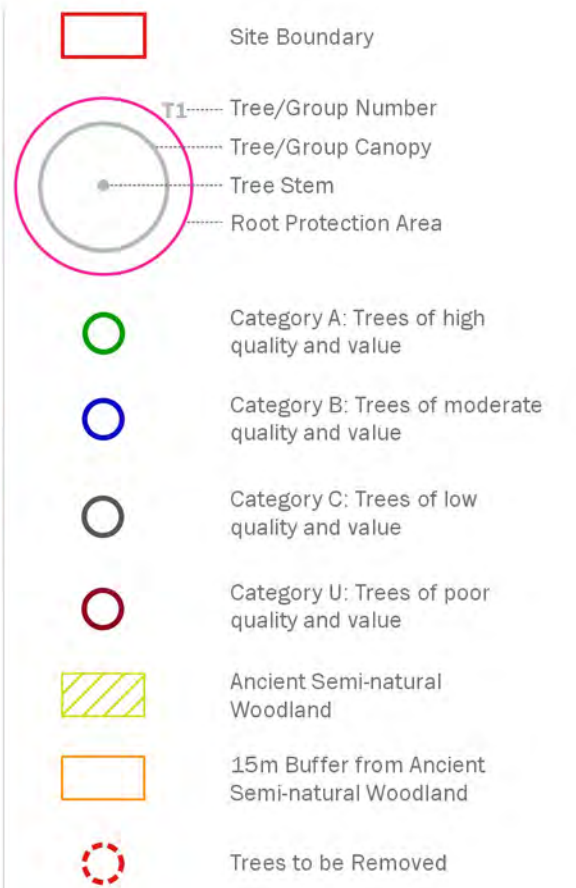 Site Boundary
T1
Tree/Group Number
Tree/Group Canopy
Tree Stem
Root Protection Area
Category A: Trees of high
quality and value
Category B: Trees of moderate
quality and value
Category C: Trees of low
quality and value
Category U: Trees of poor
quality and value
Ancient Semi-natural
Woodland
15m Buffer from Ancient
Semi-natural Woodland
Trees to be Removed